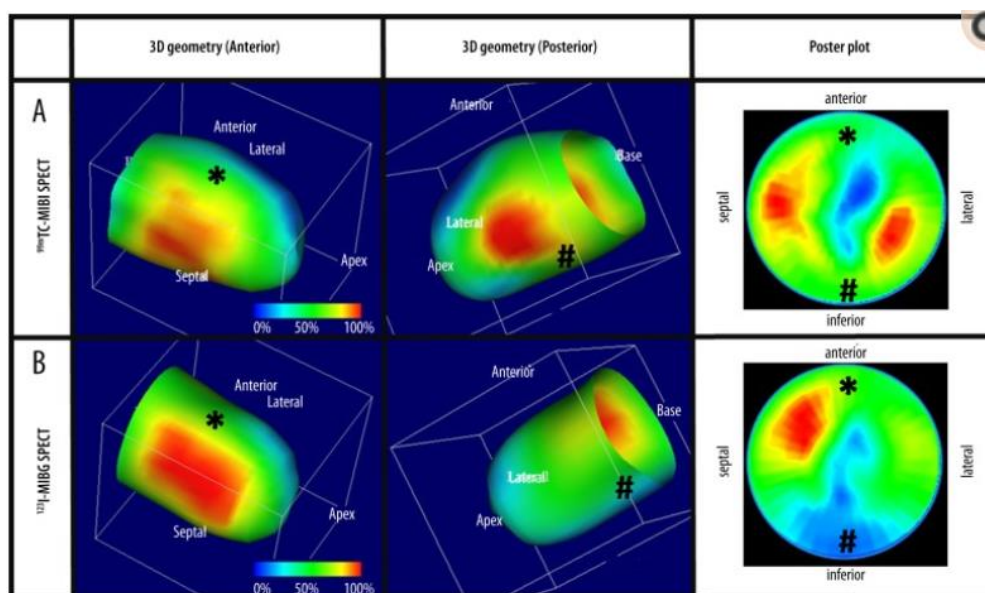 3D geometry (Anterior)
3D geometry (Posterior)
Poster plot
A
99mTC-MIBI SPECT
Anterior
Lateral
*
Septal
Apex
0% 50% 100%
Anterior
Base
Lateral
Apex
#
anterior
*
septal
lateral
#
inferior
B
123I-MIBG SPECT
Anterior
Lateral
*
Septal
Apex
0% 50% 100%
Anterior
Base
Lateral
Apex
#
anterior
*
septal
lateral
#
inferior